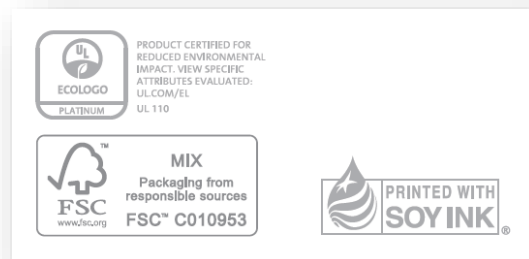 UL
ECOLOGO
PLATINUM
PRODUCT CERTIFIED FOR
REDUCED ENVIRONMENTAL
IMPACT. VIEW SPECIFIC
ATTRIBUTES EVALUATED:
UL.COM/EL
UL 110
™
FSC
www.fsc.org
MIX
Packaging from
responsible sources
FSC™ C010953
PRINTED WITH
SOY INK®